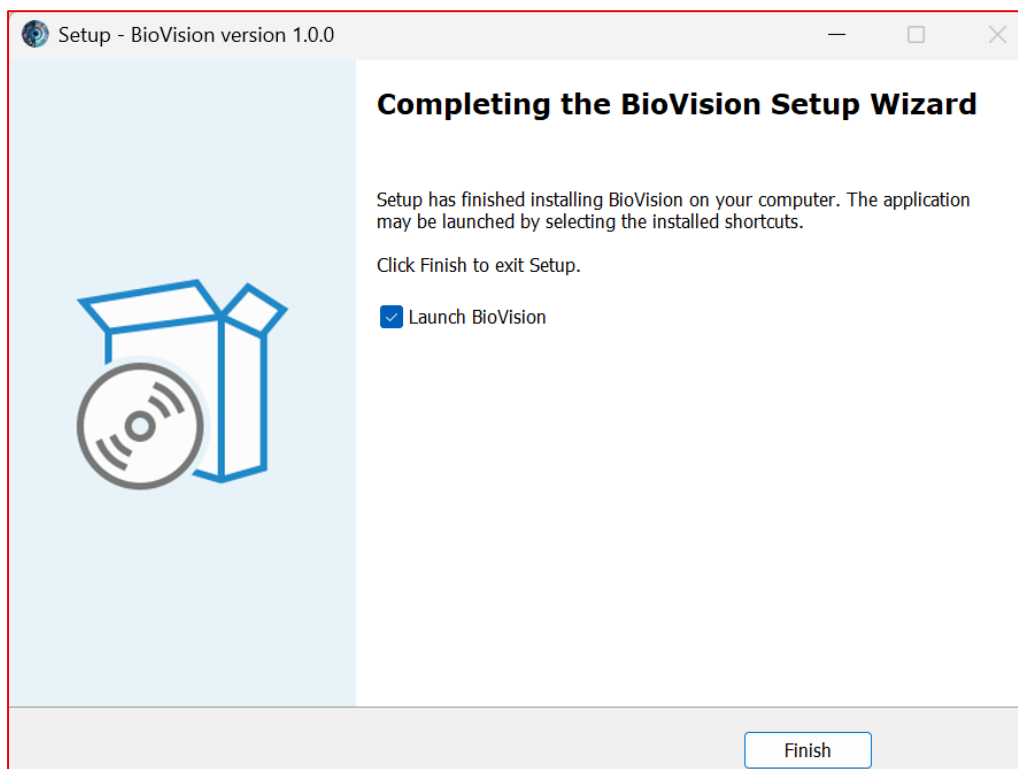 Setup - BioVision version 1.0.0
Completing the BioVision Setup Wizard
Setup has finished installing BioVision on your computer. The application
may be launched by selecting the installed shortcuts.
Click Finish to exit Setup.
Launch BioVision
Finish